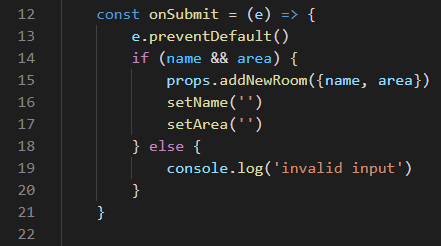 12 const onSubmit = (e) => {
13 e.preventDefault()
14 if (name && area) {
15 props.addNewRoom({name, area})
16 setName('')
17 setArea('')
18 } else {
19 console.log('invalid input')
20 }
21 }
22